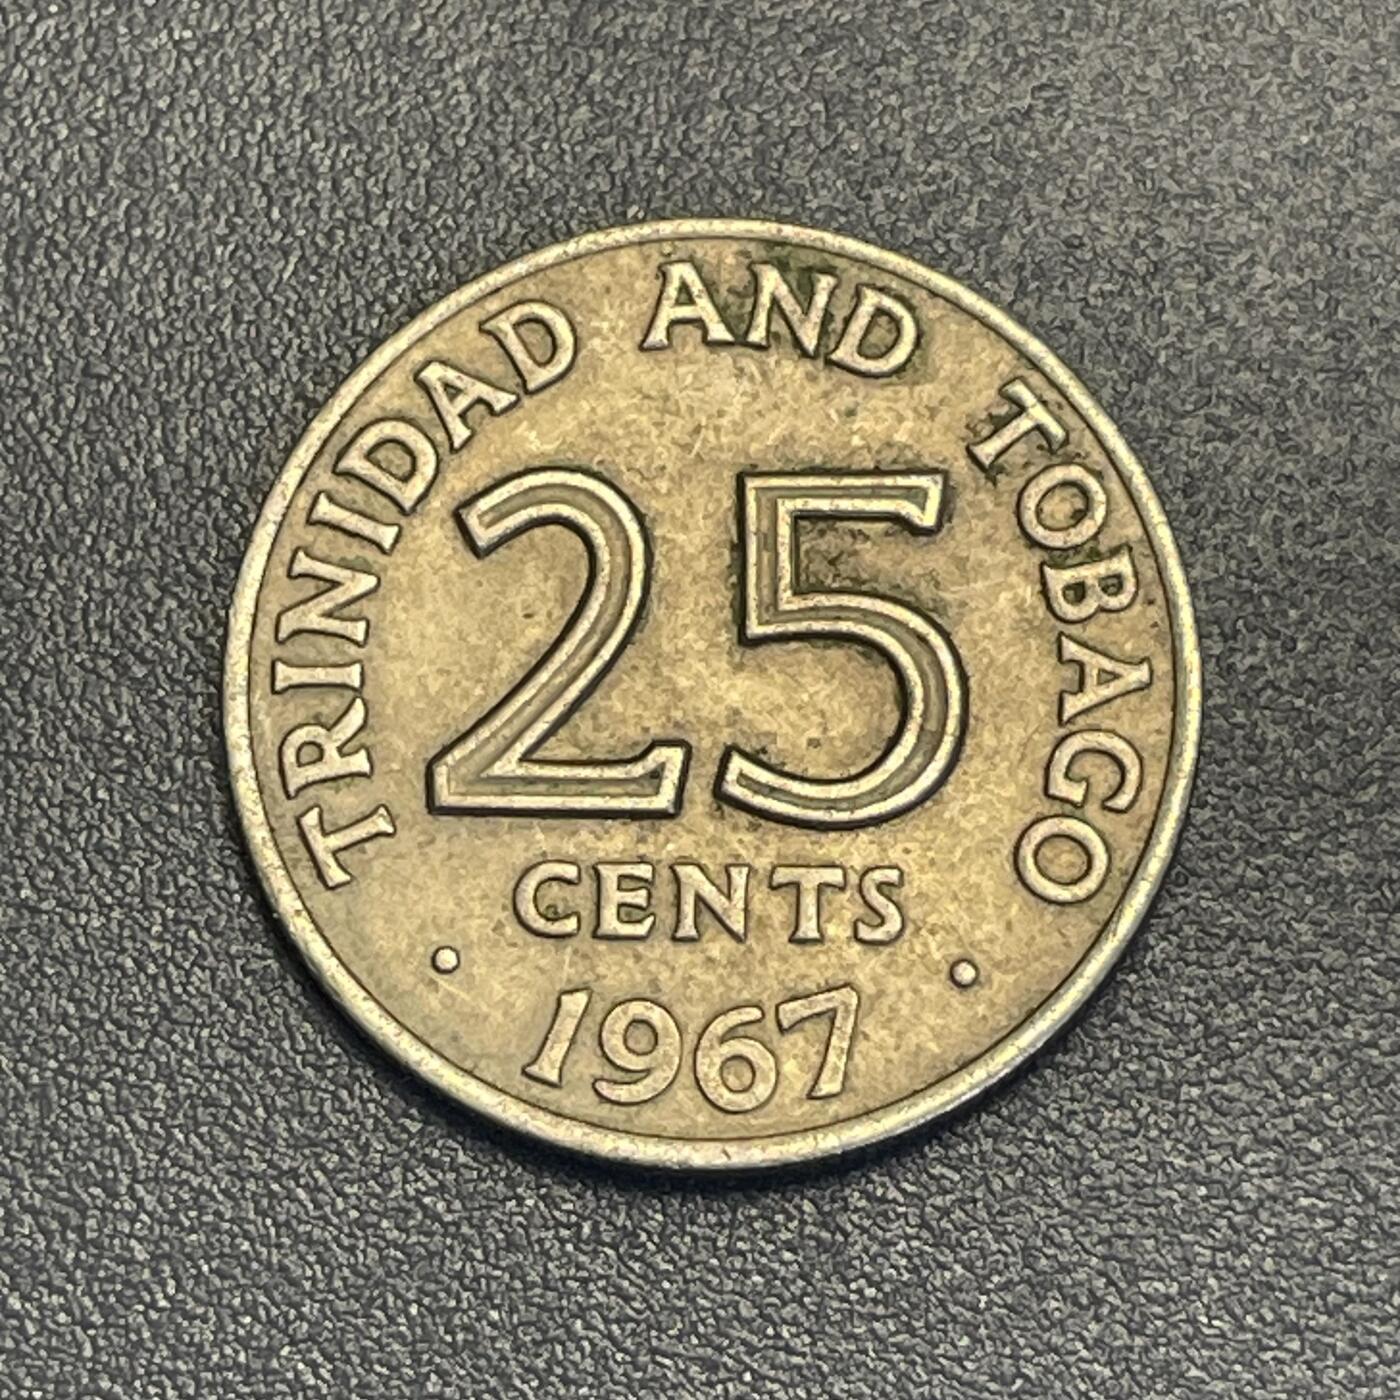 TRINIDAD AND TOBAGO
25
CENTS
1967